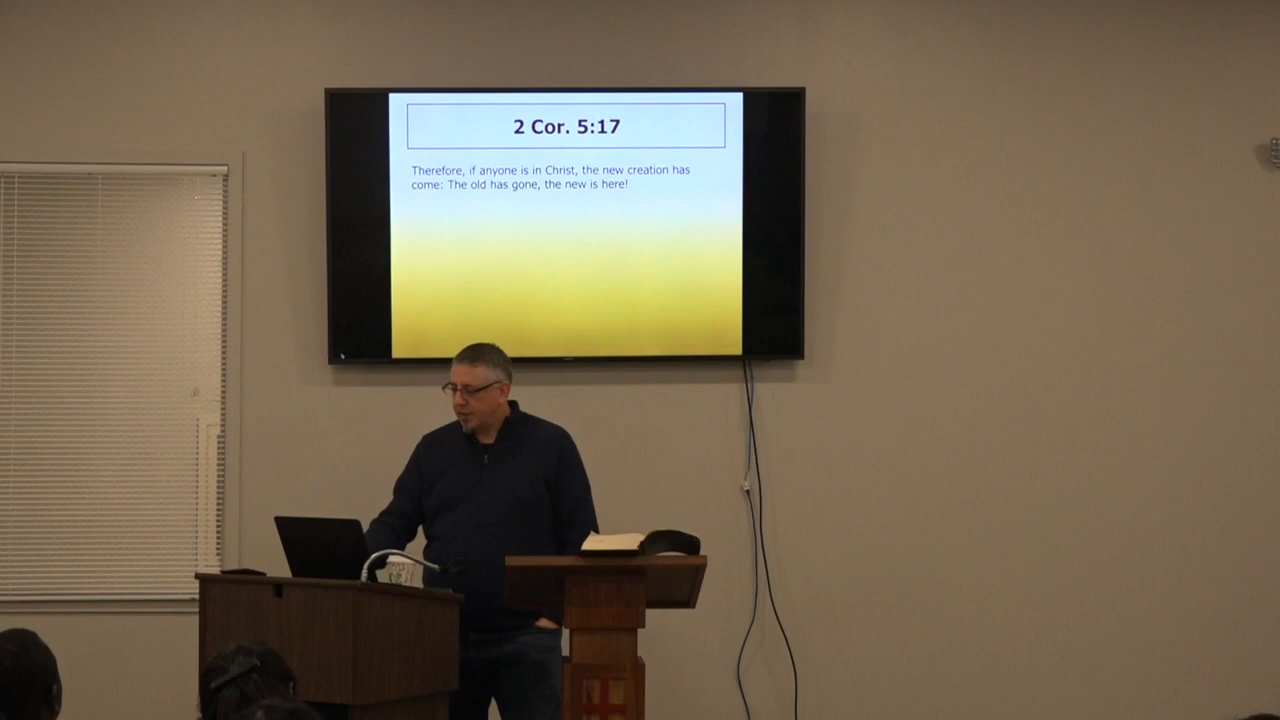 2 Cor. 5:17
Therefore, if anyone is in Christ, the new creation has
come: The old has gone, the new is here!